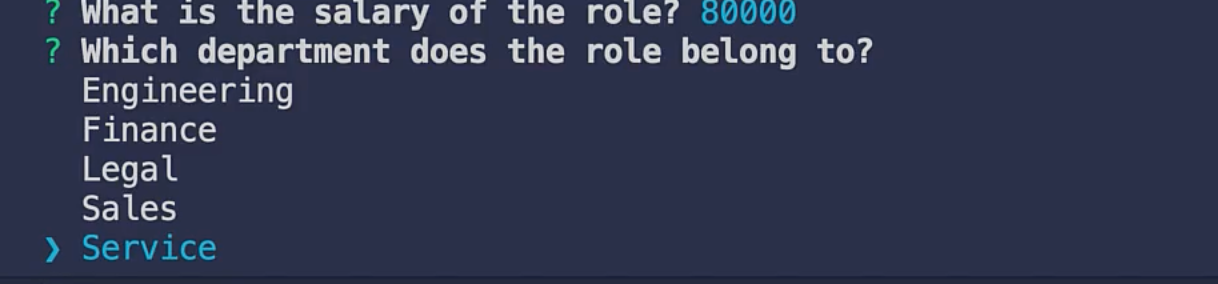 ? What is the salary of the role? 80000
? Which department does the role belong to?
Engineering
Finance
Legal
Sales
❯ Service